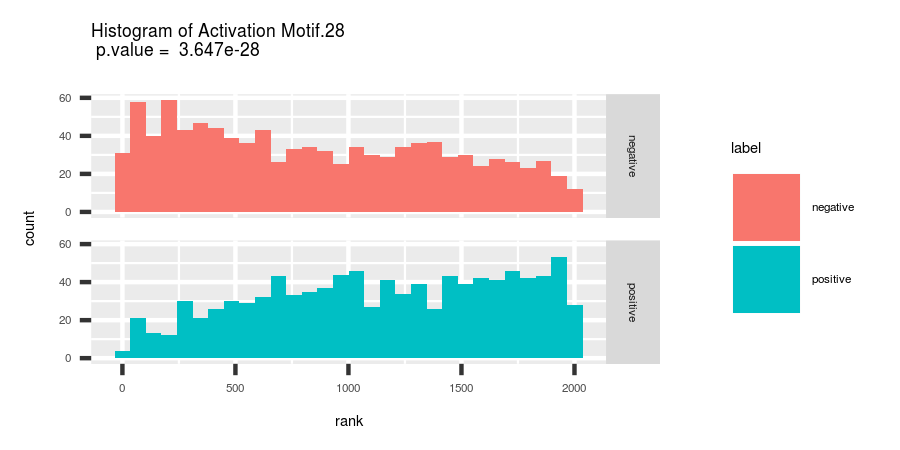 Histogram of Activation Motif.28
p.value = 3.647e-28
count
60
40
20
0
negative
60
40
20
0
positive
0 500 1000 1500 2000
rank
label
negative
positive